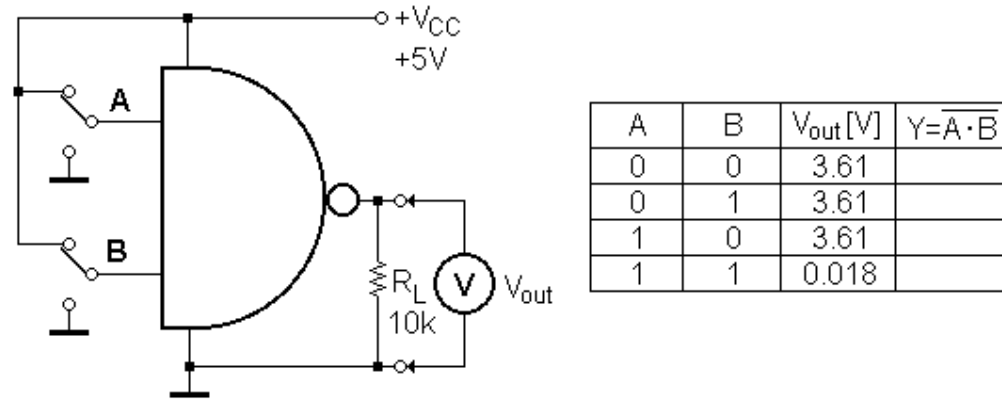 +VCC
+5V
A
B
RL
10k
V
Vout
A B Vout[V] Y=A·B
0 0 3.61
0 1 3.61
1 0 3.61
1 1 0.018